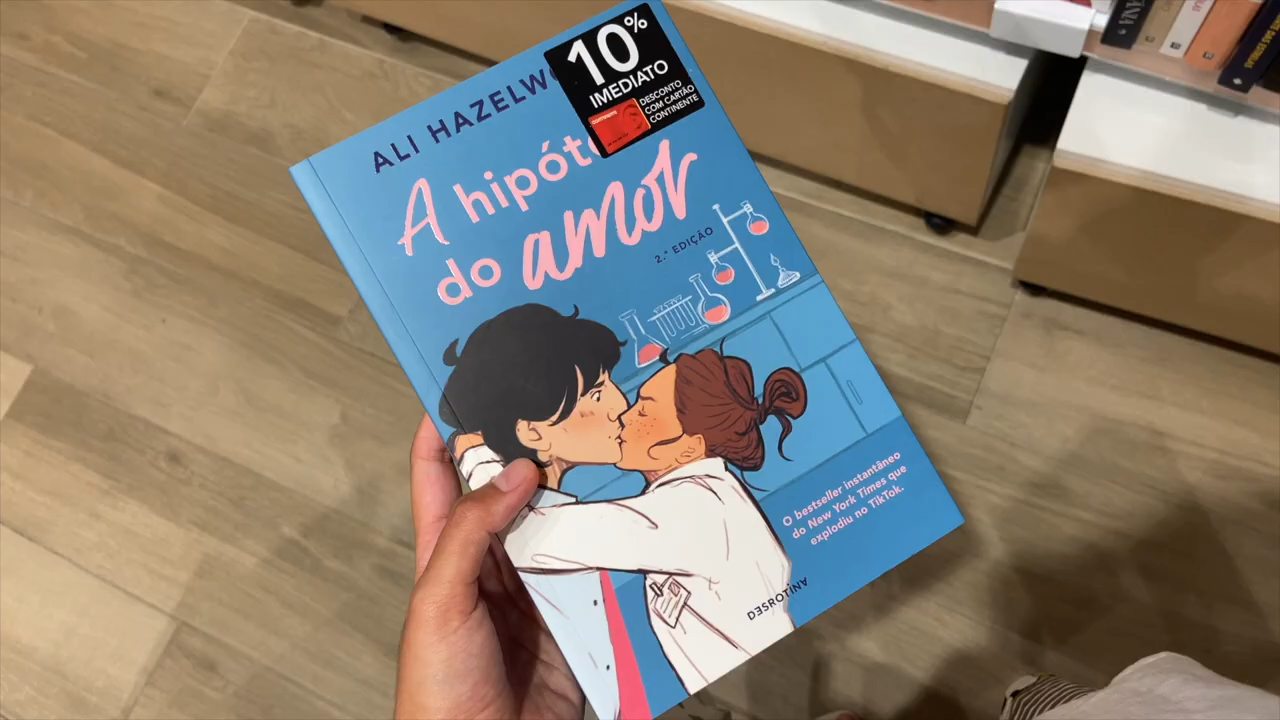 ALI HAZELWO
10%
IMEDIATO
DESCONTO
COM CARTÃO
CONTINENTE
A hipót
do amor
2.ª EDIÇÃO
O bestseller instantâneo
do New York Times que
explodiu no TikTok.
DESROTINA